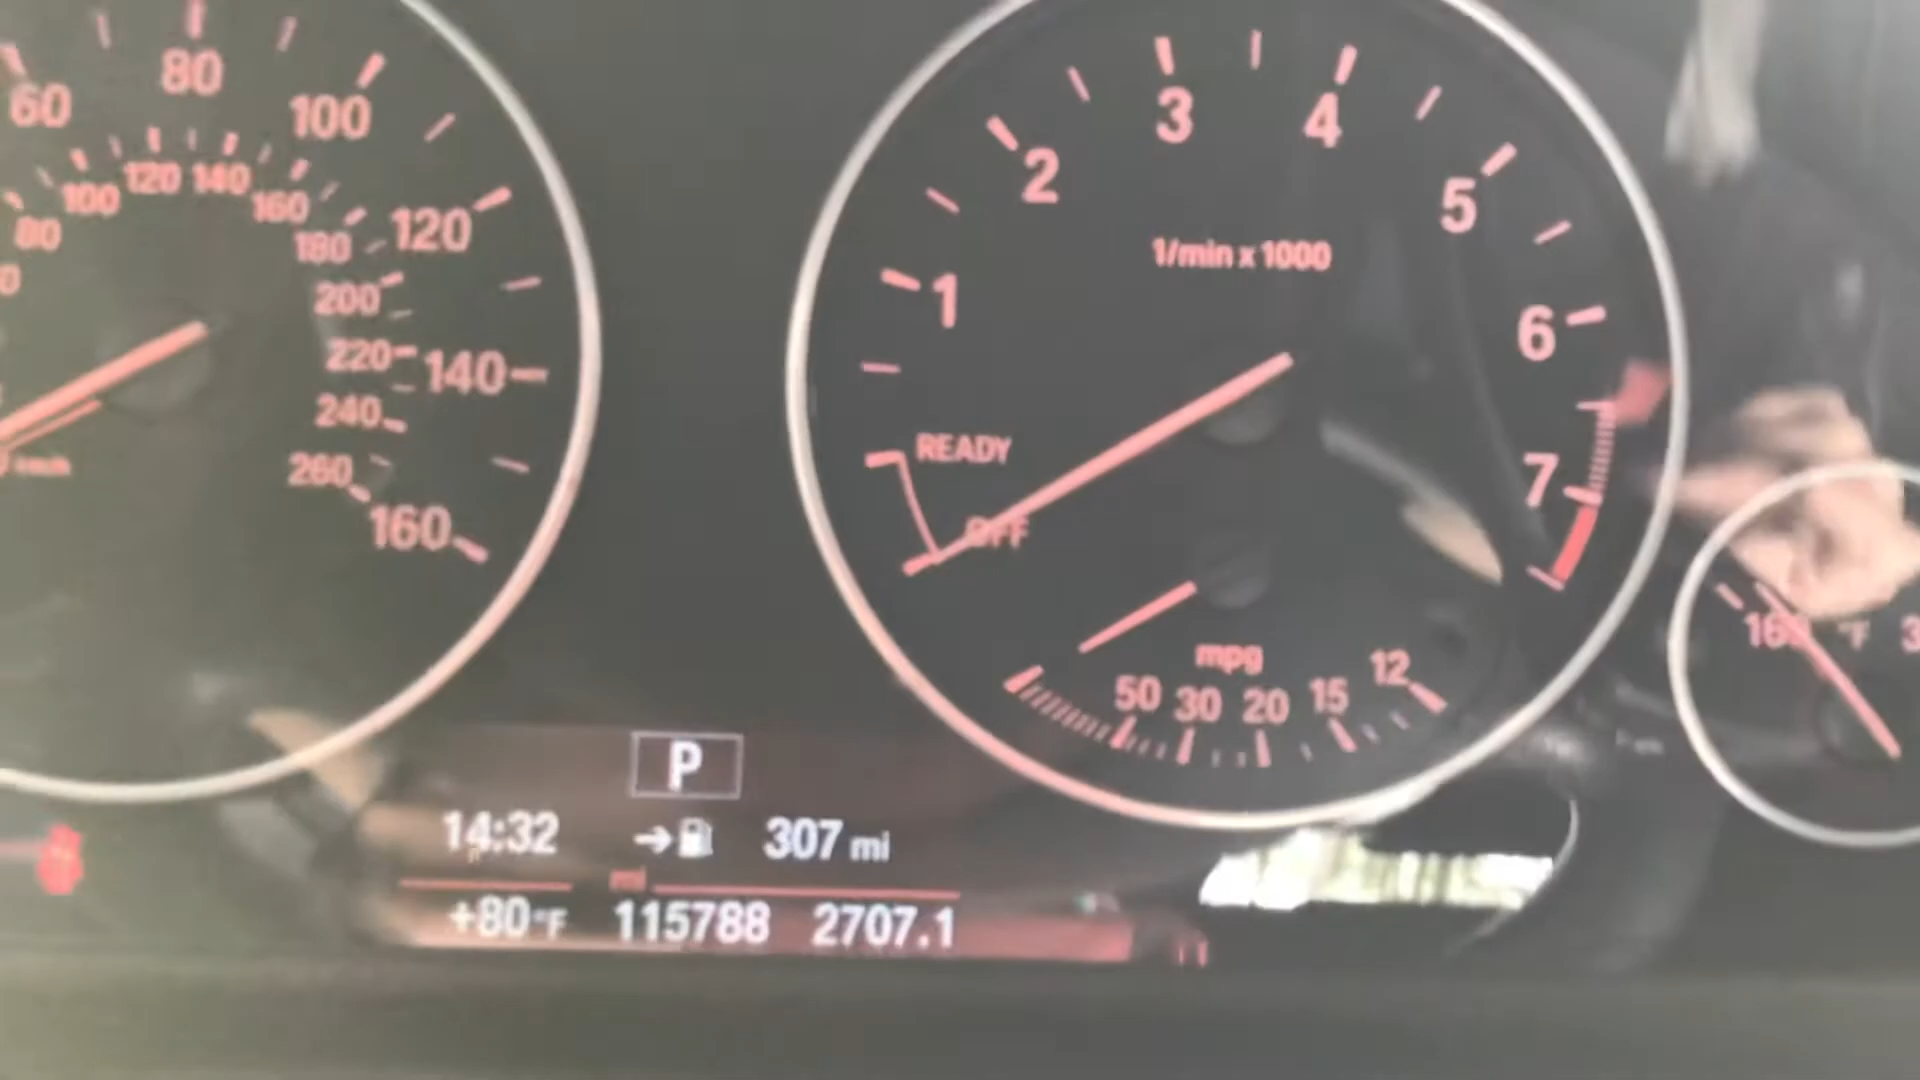 60
80
100
120
140
160
80
100
120
140
160
180
200
220
240
260
1
2
3
4
5
6
7
1/min x 1000
READY
OFF
mpg
50 30 20 15 12
°F
P
14:32 307 mi
mi
+80°F 115788 2707.1